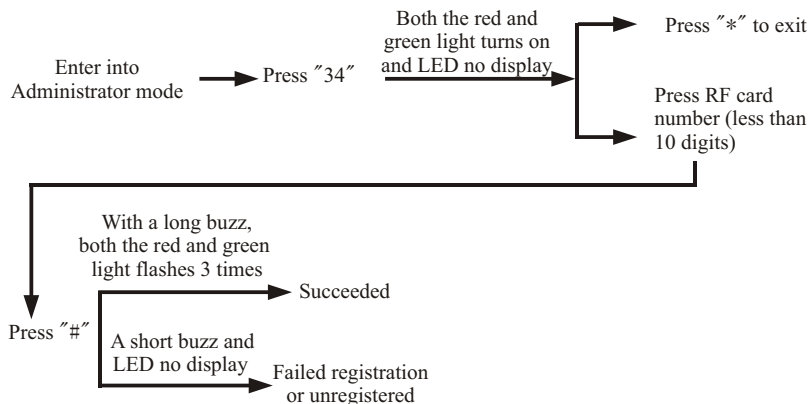 Enter into
Administrator mode
Press "34"
Both the red and
green light turns on
and LED no display
Press "*" to exit
Press RF card
number (less than
10 digits)
Press "#"
With a long buzz,
both the red and green
light flashes 3 times
Succeeded
A short buzz and
LED no display
Failed registration
or unregistered